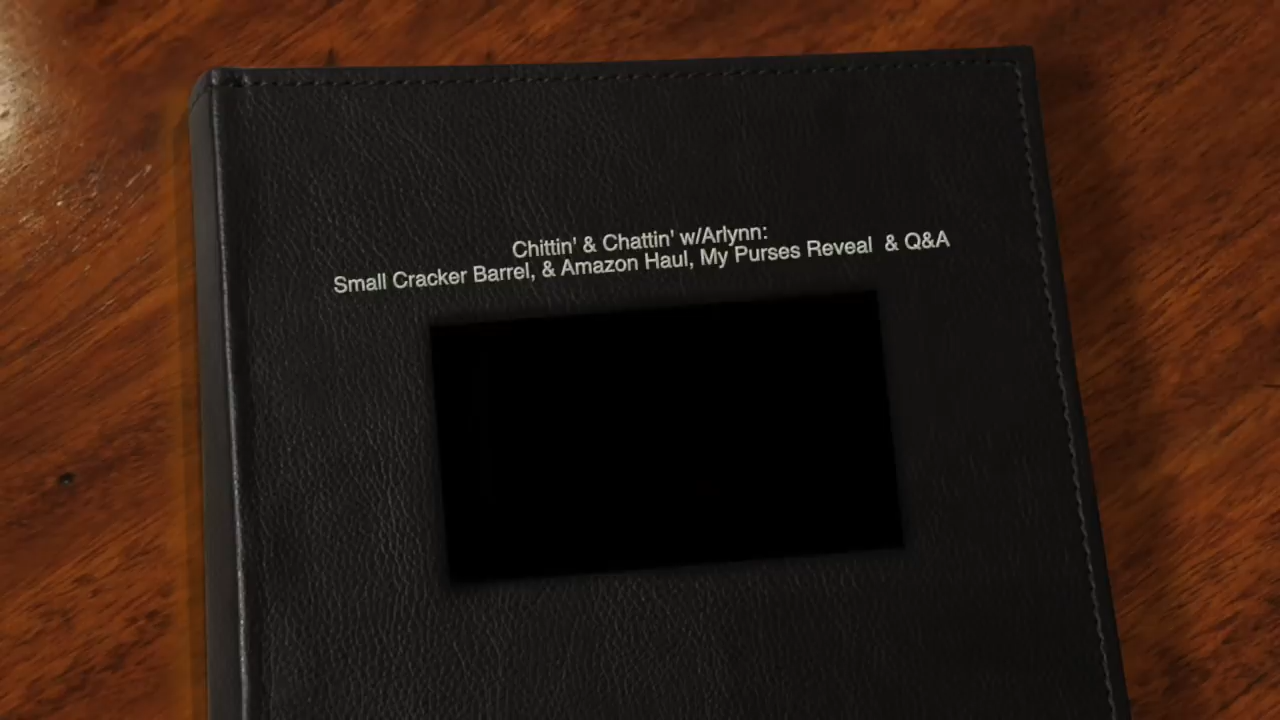 Chittin' & Chattin' w/Arlynn:
Small Cracker Barrel, & Amazon Haul, My Purses Reveal & Q&A